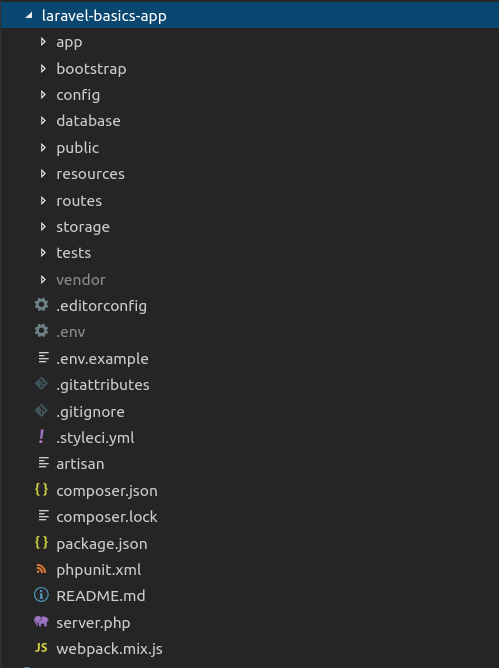 laravel-basics-app
app
bootstrap
config
database
public
resources
routes
storage
tests
vendor
.editorconfig
.env
.env.example
.gitattributes
.gitignore
.styleci.yml
artisan
composer.json
composer.lock
package.json
phpunit.xml
README.md
server.php
JS webpack.mix.js